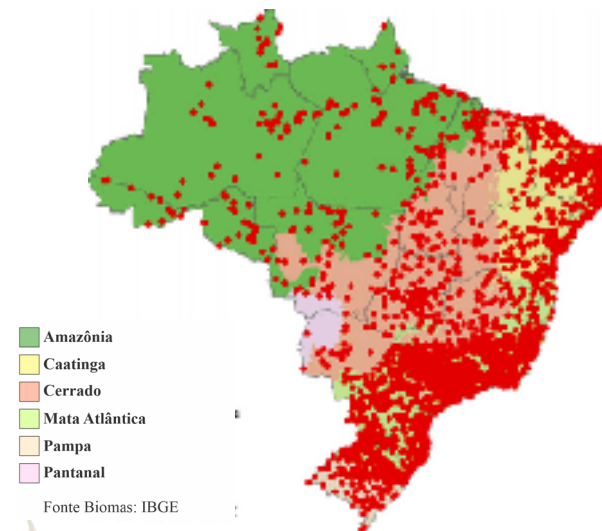 Amazônia
Caatinga
Cerrado
Mata Atlântica
Pampa
Pantanal
Fonte Biomas: IBGE